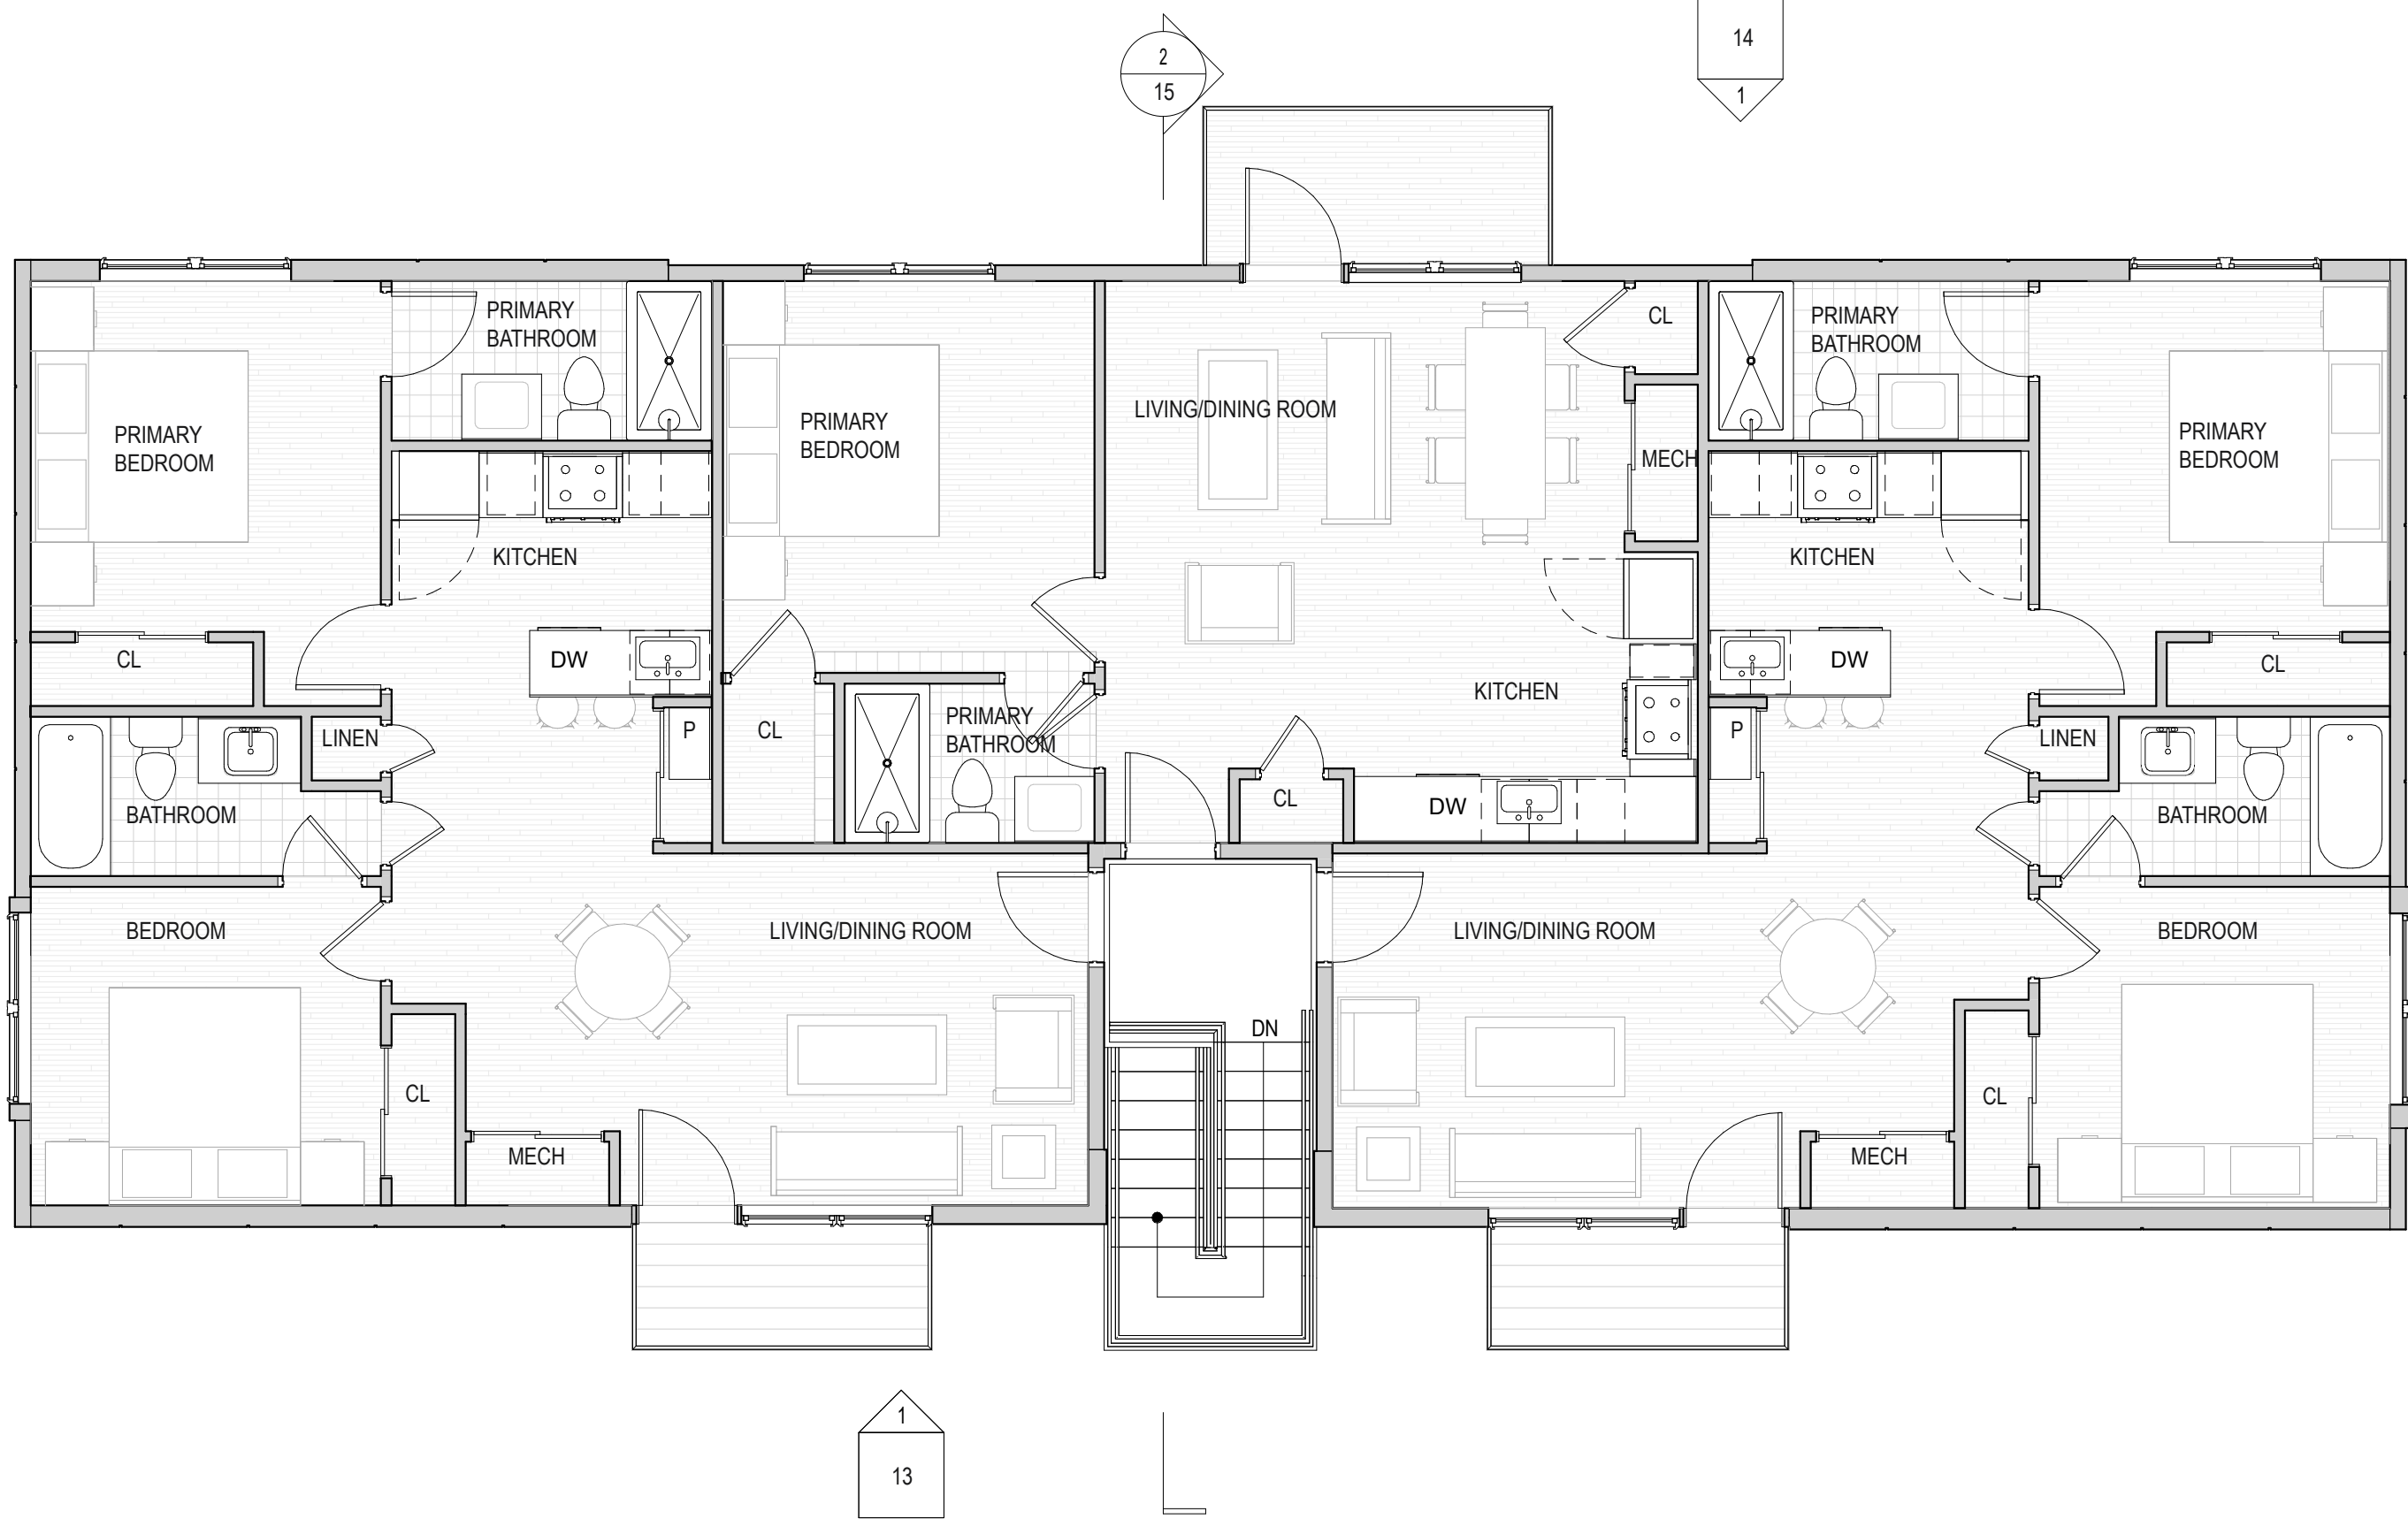 2
15
14
1
PRIMARY
BATHROOM
PRIMARY
BATHROOM
CL
LIVING/DINING ROOM
PRIMARY
BEDROOM
PRIMARY
BEDROOM
PRIMARY
BEDROOM
MECH
KITCHEN
KITCHEN
CL
DW
DW
CL
KITCHEN
LINEN
P
CL
PRIMARY
BATHROOM
P
LINEN
BATHROOM
CL
DW
BATHROOM
BEDROOM
LIVING/DINING ROOM
LIVING/DINING ROOM
BEDROOM
DN
CL
CL
MECH
MECH
1
13